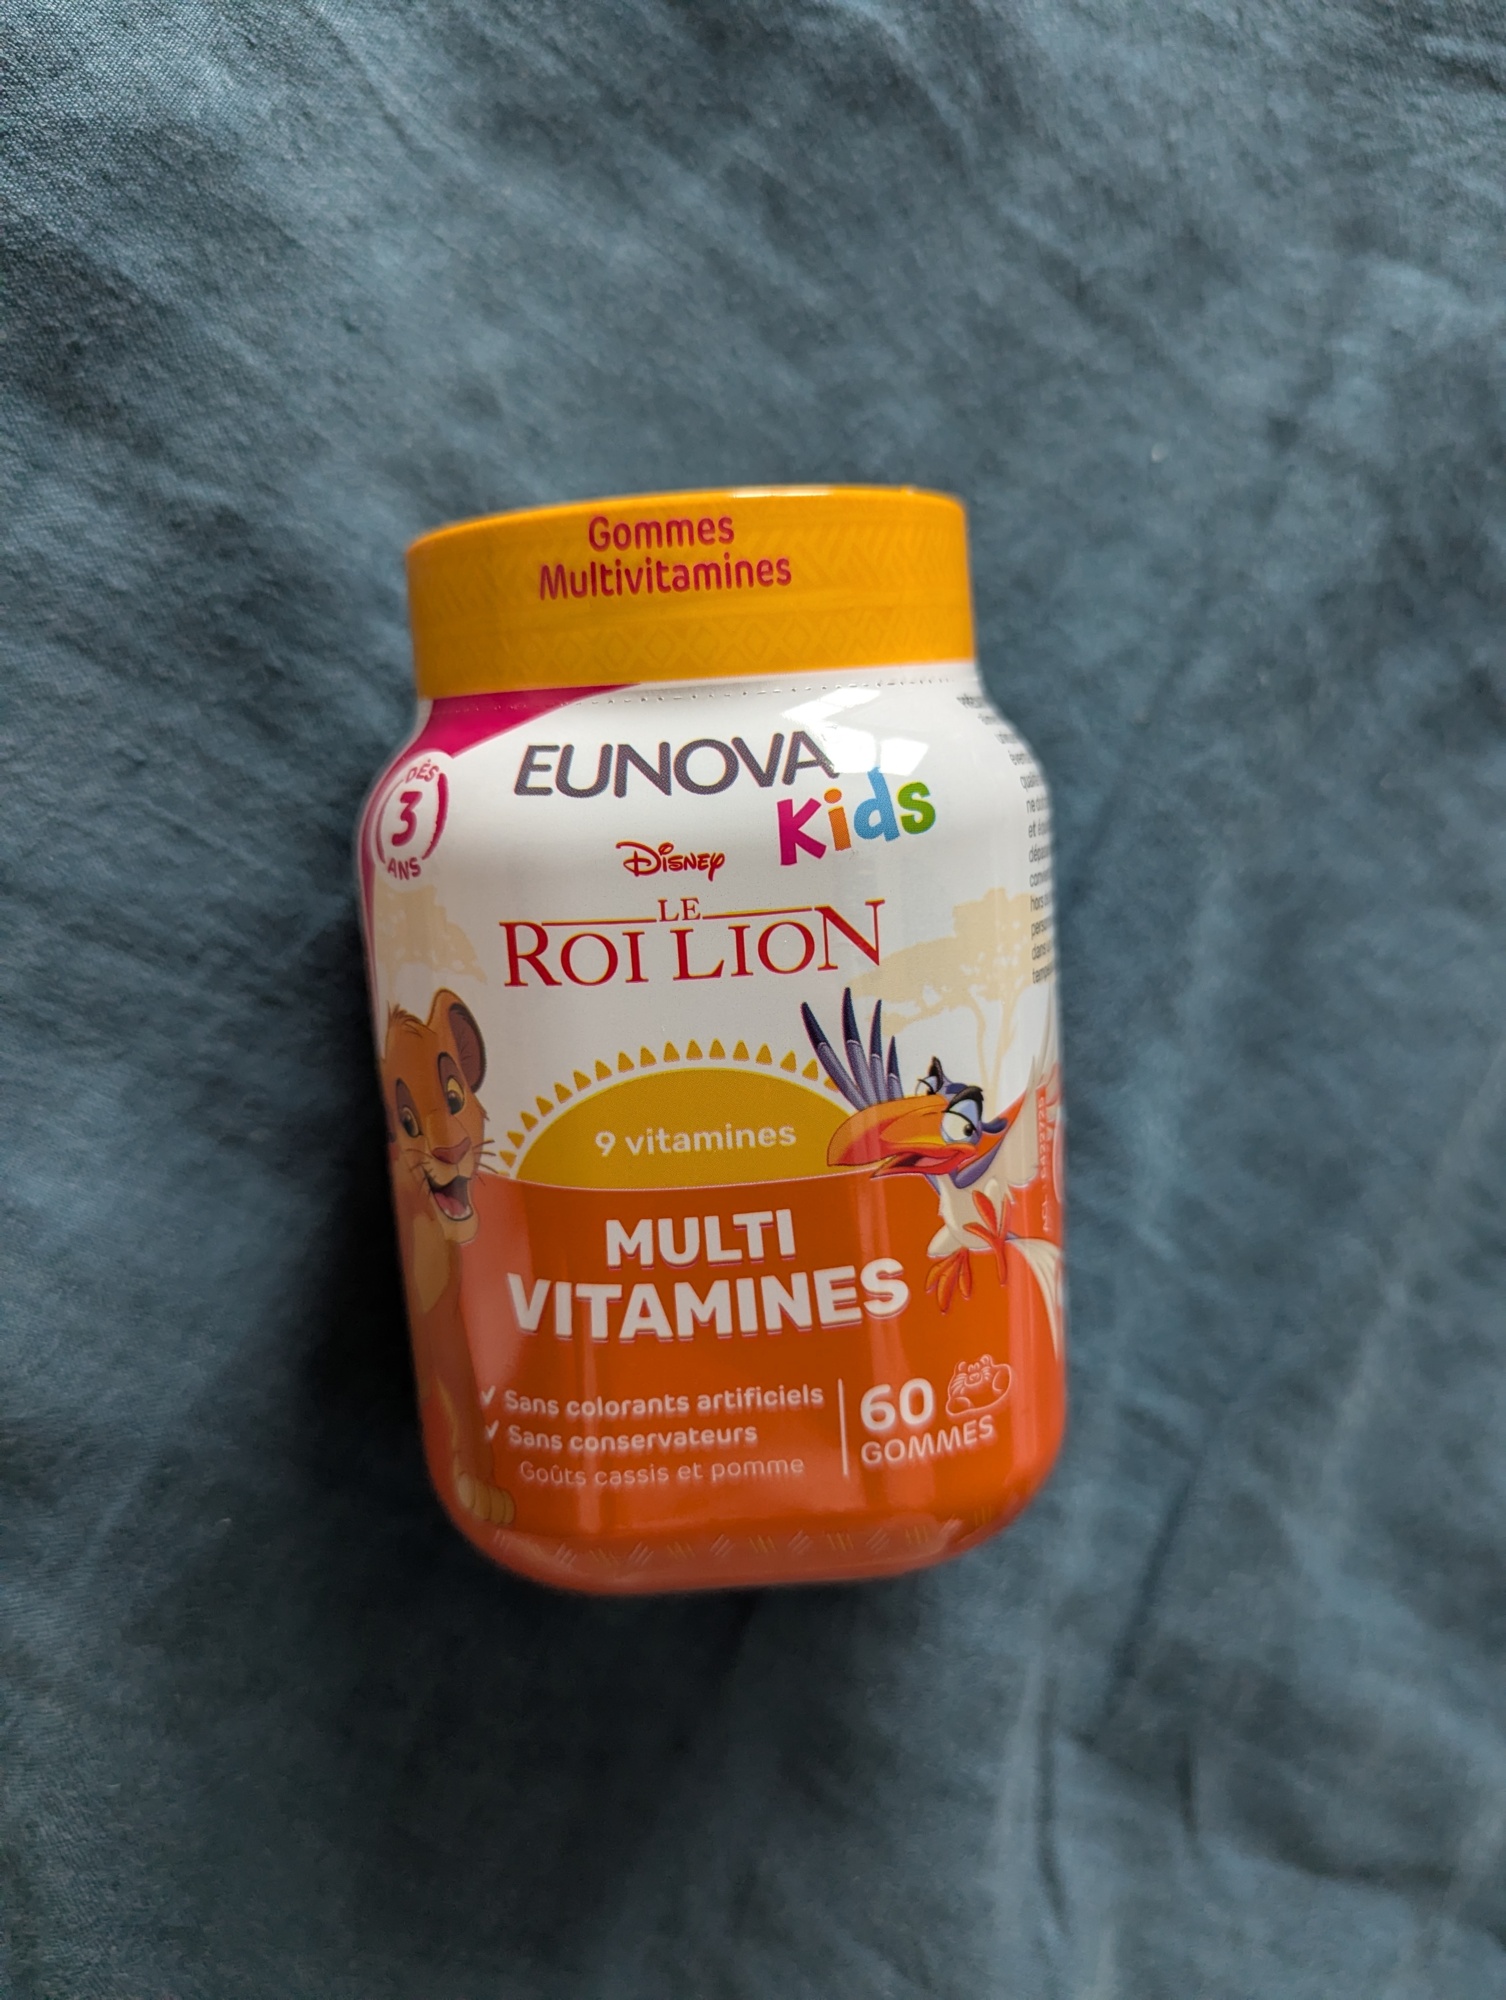 Gommes
Multivitamines
EUNOVA
Kids
DÈS
3
ANS
Disney
LE
ROI LION
9 vitamines
MULTI
VITAMINES
Sans colorants artificiels
Sans conservateurs
Goûts cassis et pomme
60
GOMMES